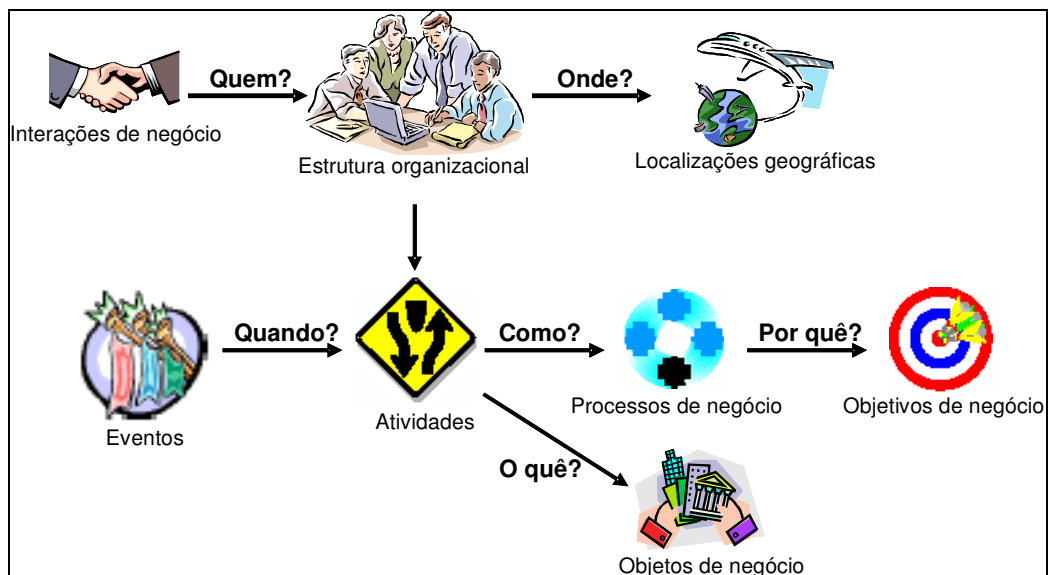 Quem?
Onde?
Interações de negócio
Estrutura organizacional
Localizações geográficas
Quando?
Como?
Por quê?
Eventos
Atividades
Processos de negócio
Objetivos de negócio
O quê?
Objetos de negócio